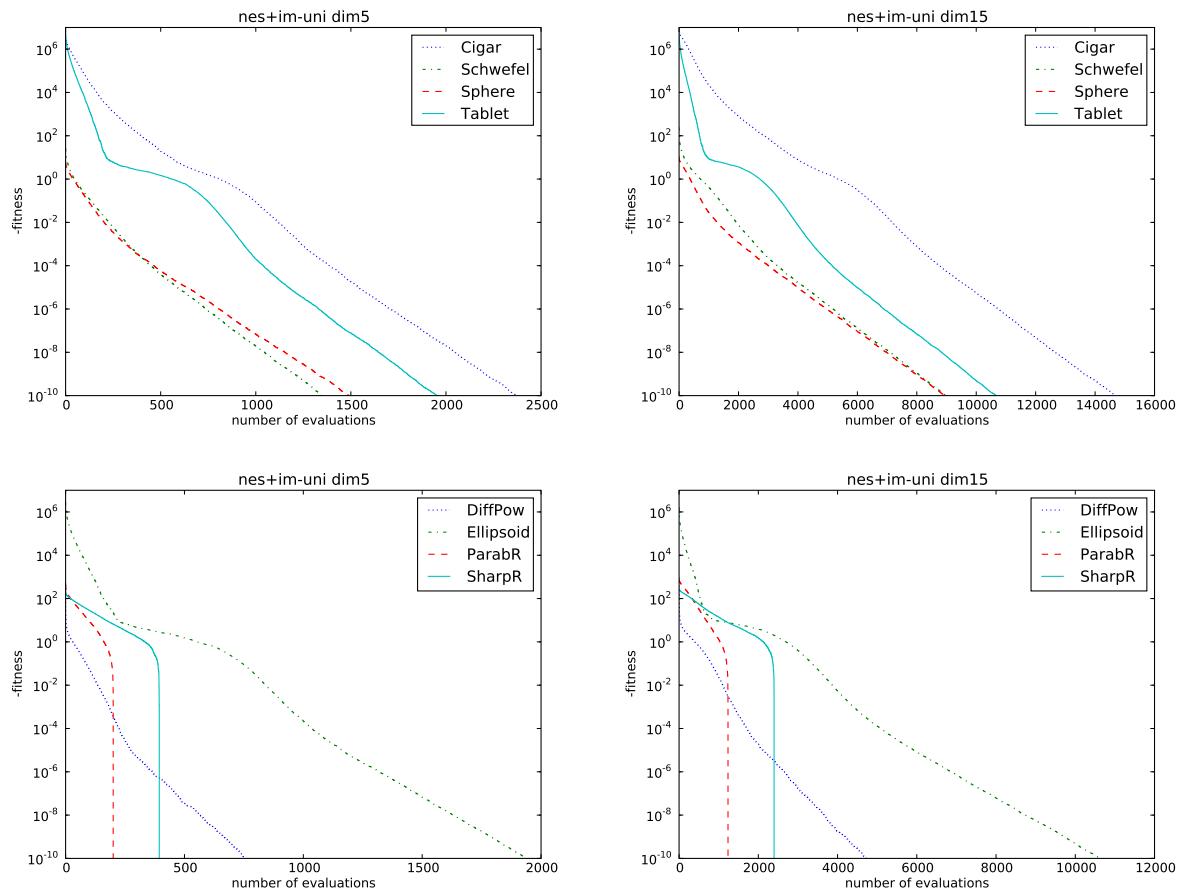 nes+im-uni dim5
10^6
10^4
10^2
10^0
10^-2
10^-4
10^-6
10^-8
10^-10
-fitness
Cigar
Schwefel
Sphere
Tablet
0 500 1000 1500 2000 2500
number of evaluations
nes+im-uni dim15
10^6
10^4
10^2
10^0
10^-2
10^-4
10^-6
10^-8
10^-10
-fitness
Cigar
Schwefel
Sphere
Tablet
0 2000 4000 6000 8000 10000 12000 14000 16000
number of evaluations
nes+im-uni dim5
10^6
10^4
10^2
10^0
10^-2
10^-4
10^-6
10^-8
10^-10
-fitness
DiffPow
Ellipsoid
ParabR
SharpR
0 500 1000 1500 2000
number of evaluations
nes+im-uni dim15
10^6
10^4
10^2
10^0
10^-2
10^-4
10^-6
10^-8
10^-10
-fitness
DiffPow
Ellipsoid
ParabR
SharpR
0 2000 4000 6000 8000 10000 12000
number of evaluations